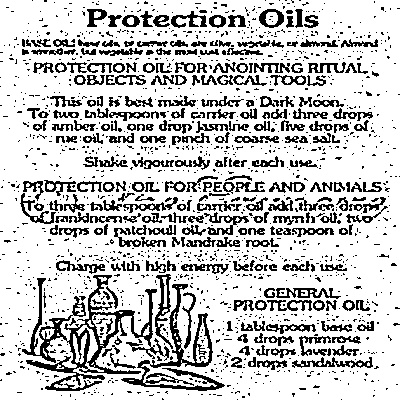 Protection Oils
BASE OILS base oils, or carrier oils, are olive, vegetable, or almond. Almond
is smoother, but vegetable is the most cost effective.
PROTECTION OIL FOR ANOINTING RITUAL
OBJECTS AND MAGICAL TOOLS
This oil is best made under a Dark Moon.
To two tablespoons of carrier oil add three drops
of amber oil, one drop jasmine oil, five drops of
rue oil, and one pinch of coarse sea salt.
Shake vigourously after each use.
PROTECTION OIL FOR PEOPLE AND ANIMALS
To three tablespoons of carrier oil add three drops
of frankincense oil, three drops of myrrh oil, two
drops of patchouli oil, and one teaspoon of
broken Mandrake root.
Charge with high energy before each use.
GENERAL
PROTECTION OIL
1 tablespoon base oil
4 drops primrose
4 drops lavender
2 drops sandalwood